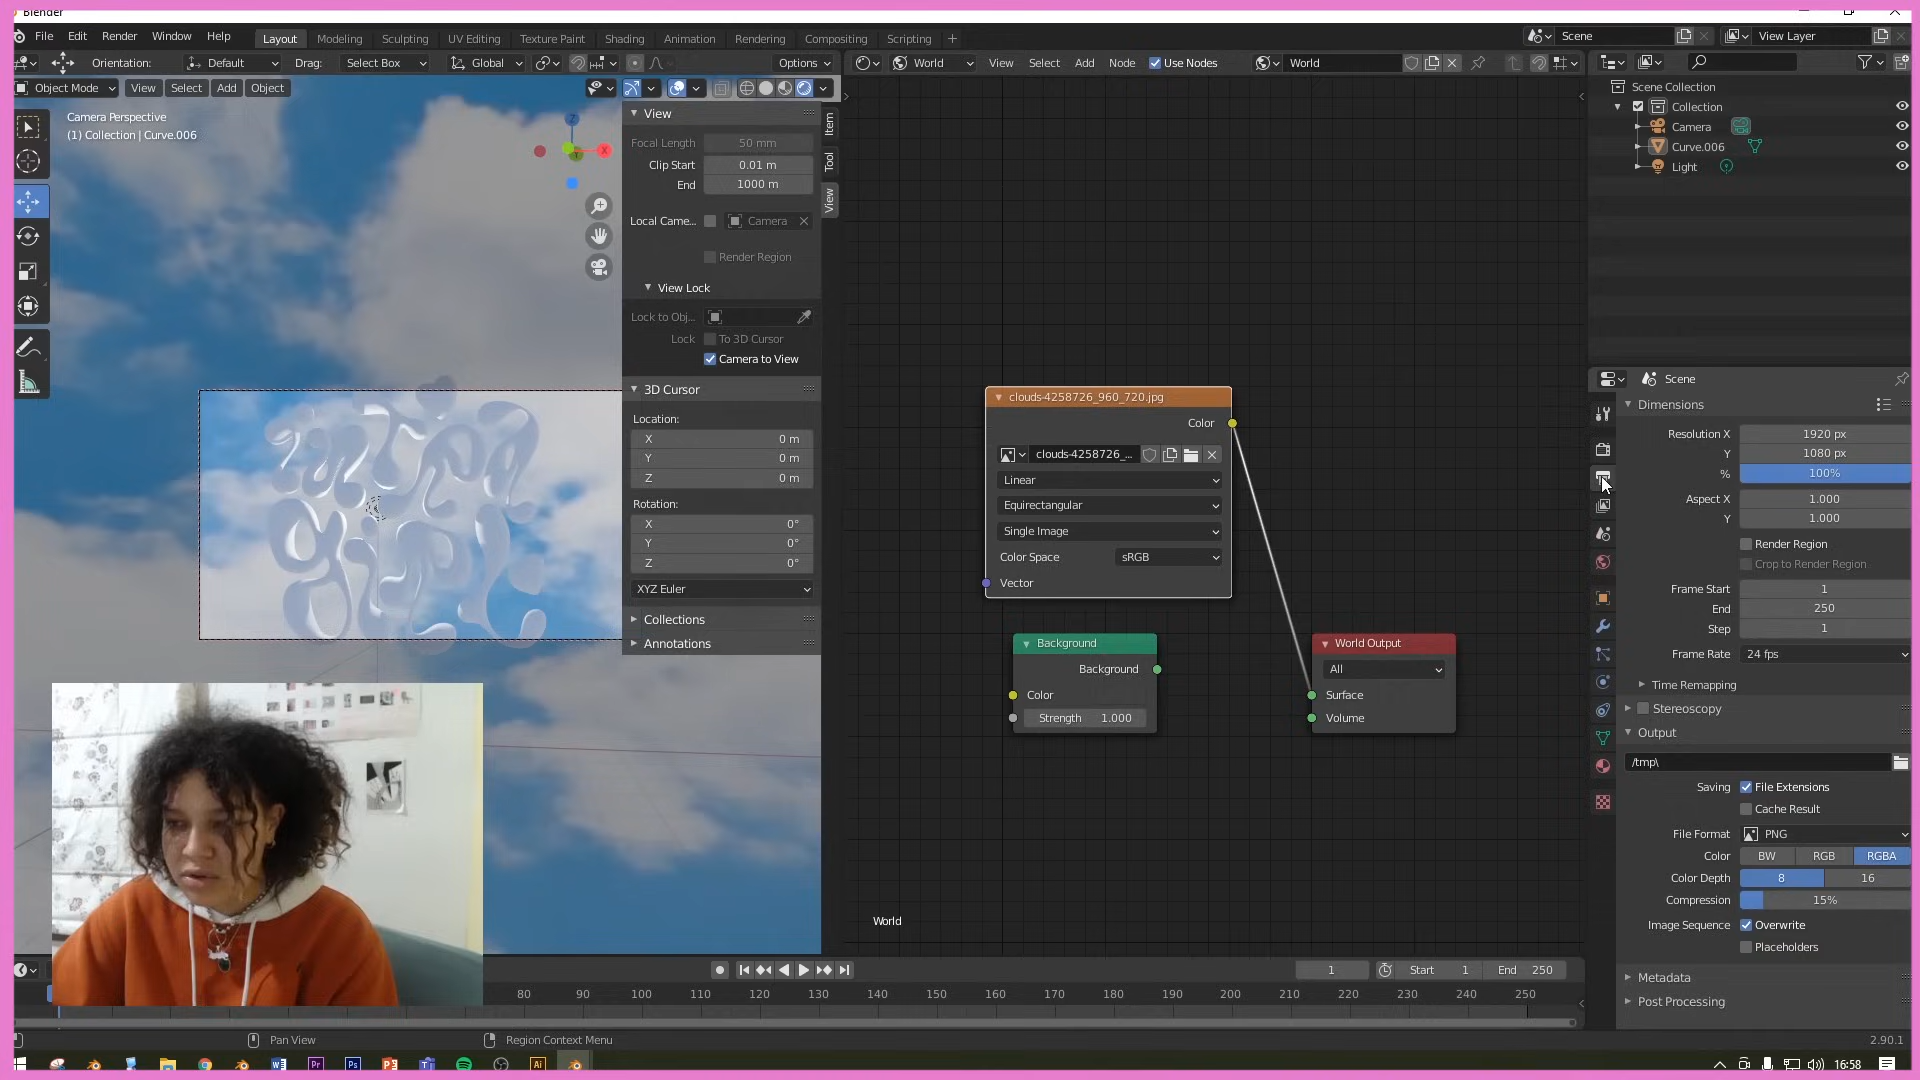 Blender
File Edit Render Window Help
Layout Modeling Sculpting UV Editing Texture Paint Shading Animation Rendering Compositing Scripting +
Scene
View Layer
Orientation: Default Drag: Select Box Global Options
World View Select Add Node Use Nodes World
Object Mode View Select Add Object
Camera Perspective
(1) Collection | Curve.006
Z
X
Y
View
Focal Length 50 mm
Clip Start 0.01 m
End 1000 m
Local Came... Camera
Render Region
View Lock
Lock to Obj...
Lock To 3D Cursor
Camera to View
3D Cursor
Location:
X 0 m
Y 0 m
Z 0 m
Rotation:
X 0°
Y 0°
Z 0°
XYZ Euler
Collections
Annotations
Item
Tool
View
clouds-4258726_960_720.jpg
Color
clouds-4258726_...
Linear
Equirectangular
Single Image
Color Space sRGB
Vector
Background
Background
Color
Strength 1.000
World Output
All
Surface
Volume
World
Scene Collection
Collection
Camera
Curve.006
Light
Scene
Dimensions
Resolution X 1920 px
Y 1080 px
% 100%
Aspect X 1.000
Y 1.000
Render Region
Crop to Render Region
Frame Start 1
End 250
Step 1
Frame Rate 24 fps
Time Remapping
Stereoscopy
Output
/tmp\
Saving File Extensions
Cache Result
File Format PNG
Color BW RGB RGBA
Color Depth 8 16
Compression 15%
Image Sequence Overwrite
Placeholders
Metadata
Post Processing
1 Start 1 End 250
80 90 100 110 120 130 140 150 160 170 180 190 200 210 220 230 240 250
Pan View Region Context Menu 2.90.1
W Pr Ps P T Ai 16:58